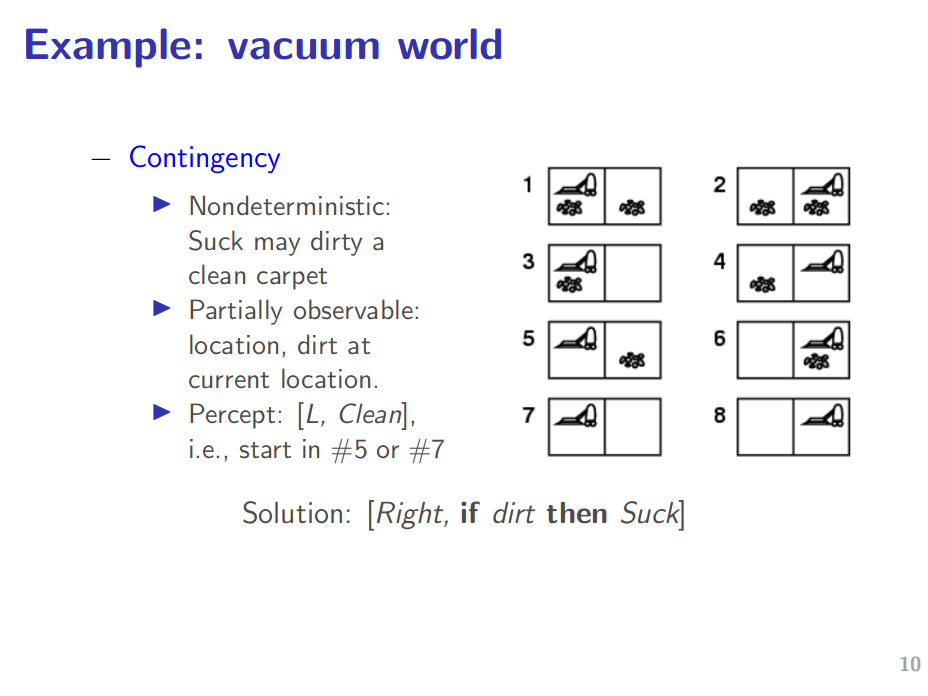 Example: vacuum world
– Contingency
▶ Nondeterministic:
Suck may dirty a
clean carpet
▶ Partially observable:
location, dirt at
current location.
▶ Percept: [L, Clean],
i.e., start in #5 or #7
1
2
3
4
5
6
7
8
Solution: [Right, if dirt then Suck]
10